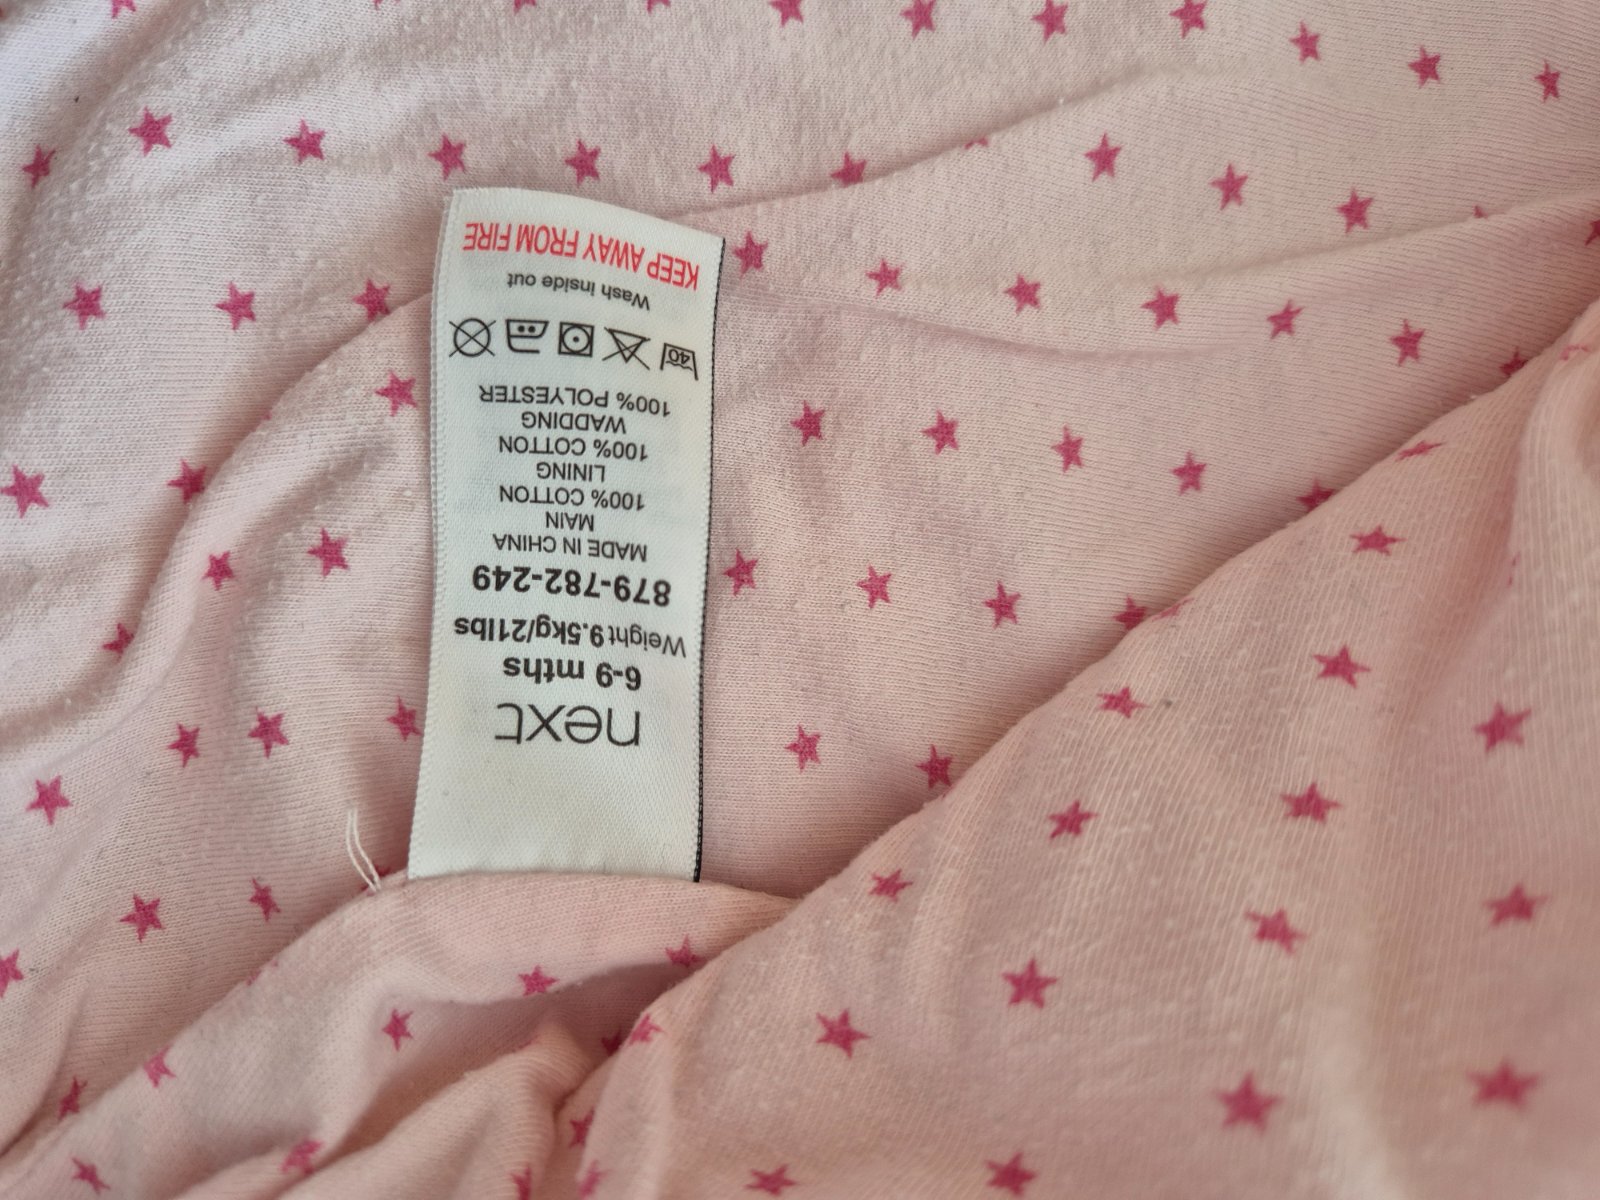 next
6-9 mths
Weight 9.5kg/21lbs
879-782-249
MADE IN CHINA
MAIN
100% COTTON
LINING
100% COTTON
WADDING
100% POLYESTER
40
Wash inside out
KEEP AWAY FROM FIRE